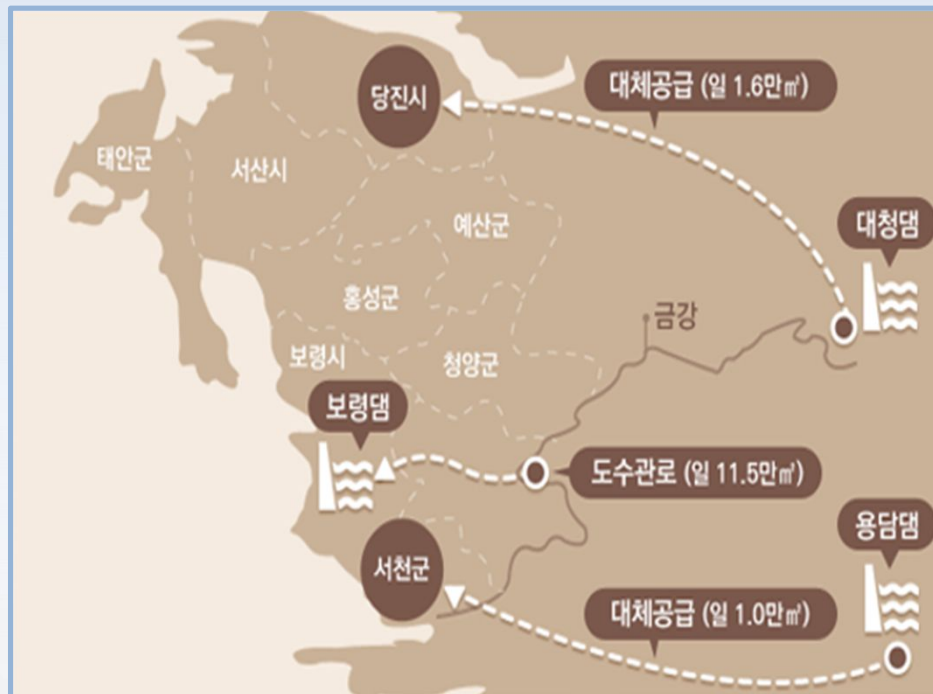 당진시
대체공급 (일 1.6만㎥)
태안군
서산시
예산군
대청댐
홍성군
금강
보령시
청양군
보령댐
도수관로 (일 11.5만㎥)
용담댐
서천군
대체공급 (일 1.0만㎥)